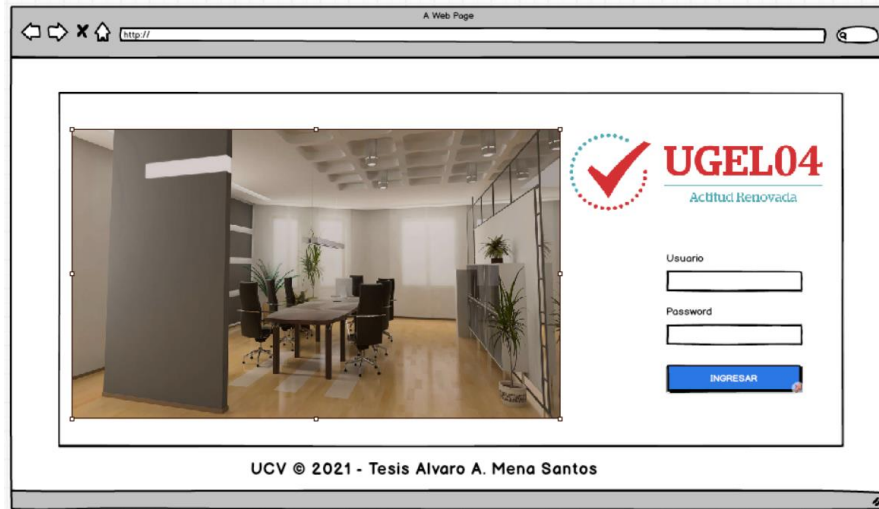 A Web Page
http://
UGEL04
Actitud Renovada
Usuario
Password
INGRESAR
UCV © 2021 - Tesis Alvaro A. Mena Santos